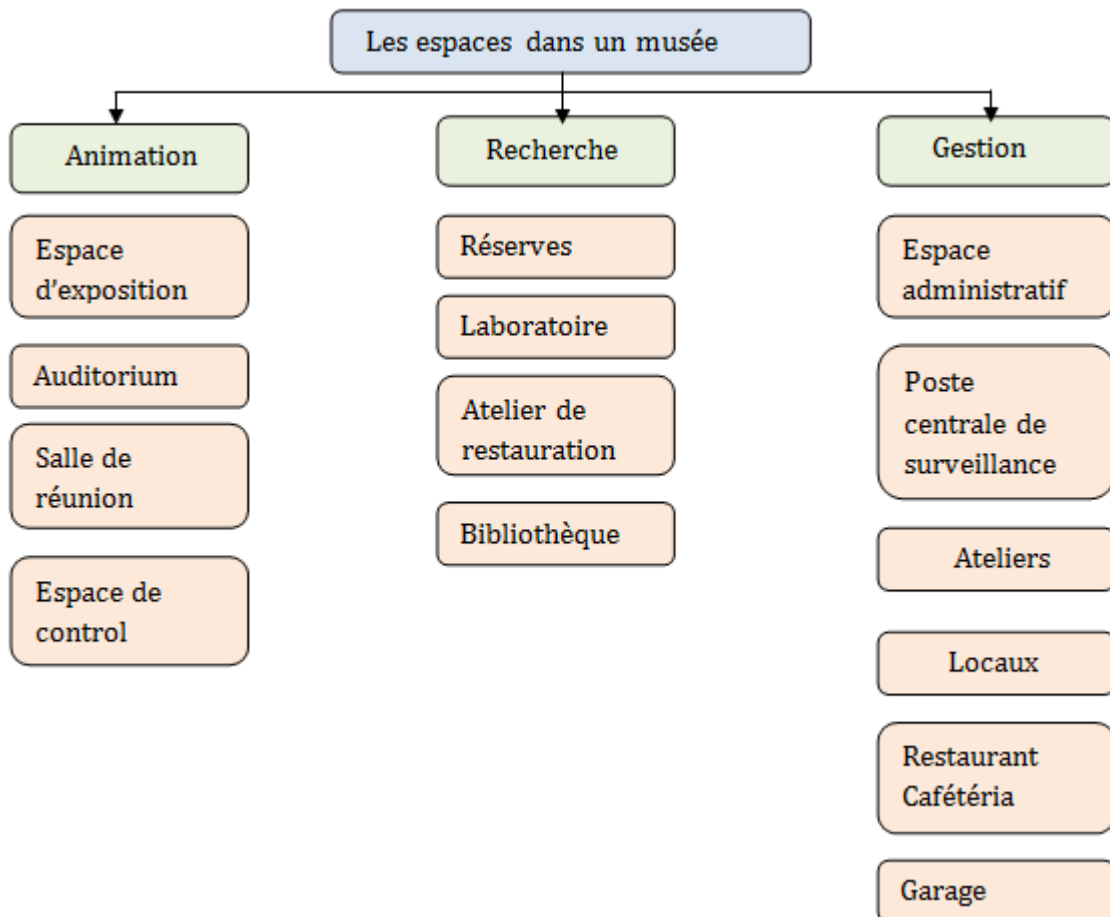 Les espaces dans un musée
Animation
Recherche
Gestion
Espace
d'exposition
Auditorium
Salle de
réunion
Espace de
control
Réserves
Laboratoire
Atelier de
restauration
Bibliothèque
Espace
administratif
Poste
centrale de
surveillance
Ateliers
Locaux
Restaurant
Cafétéria
Garage